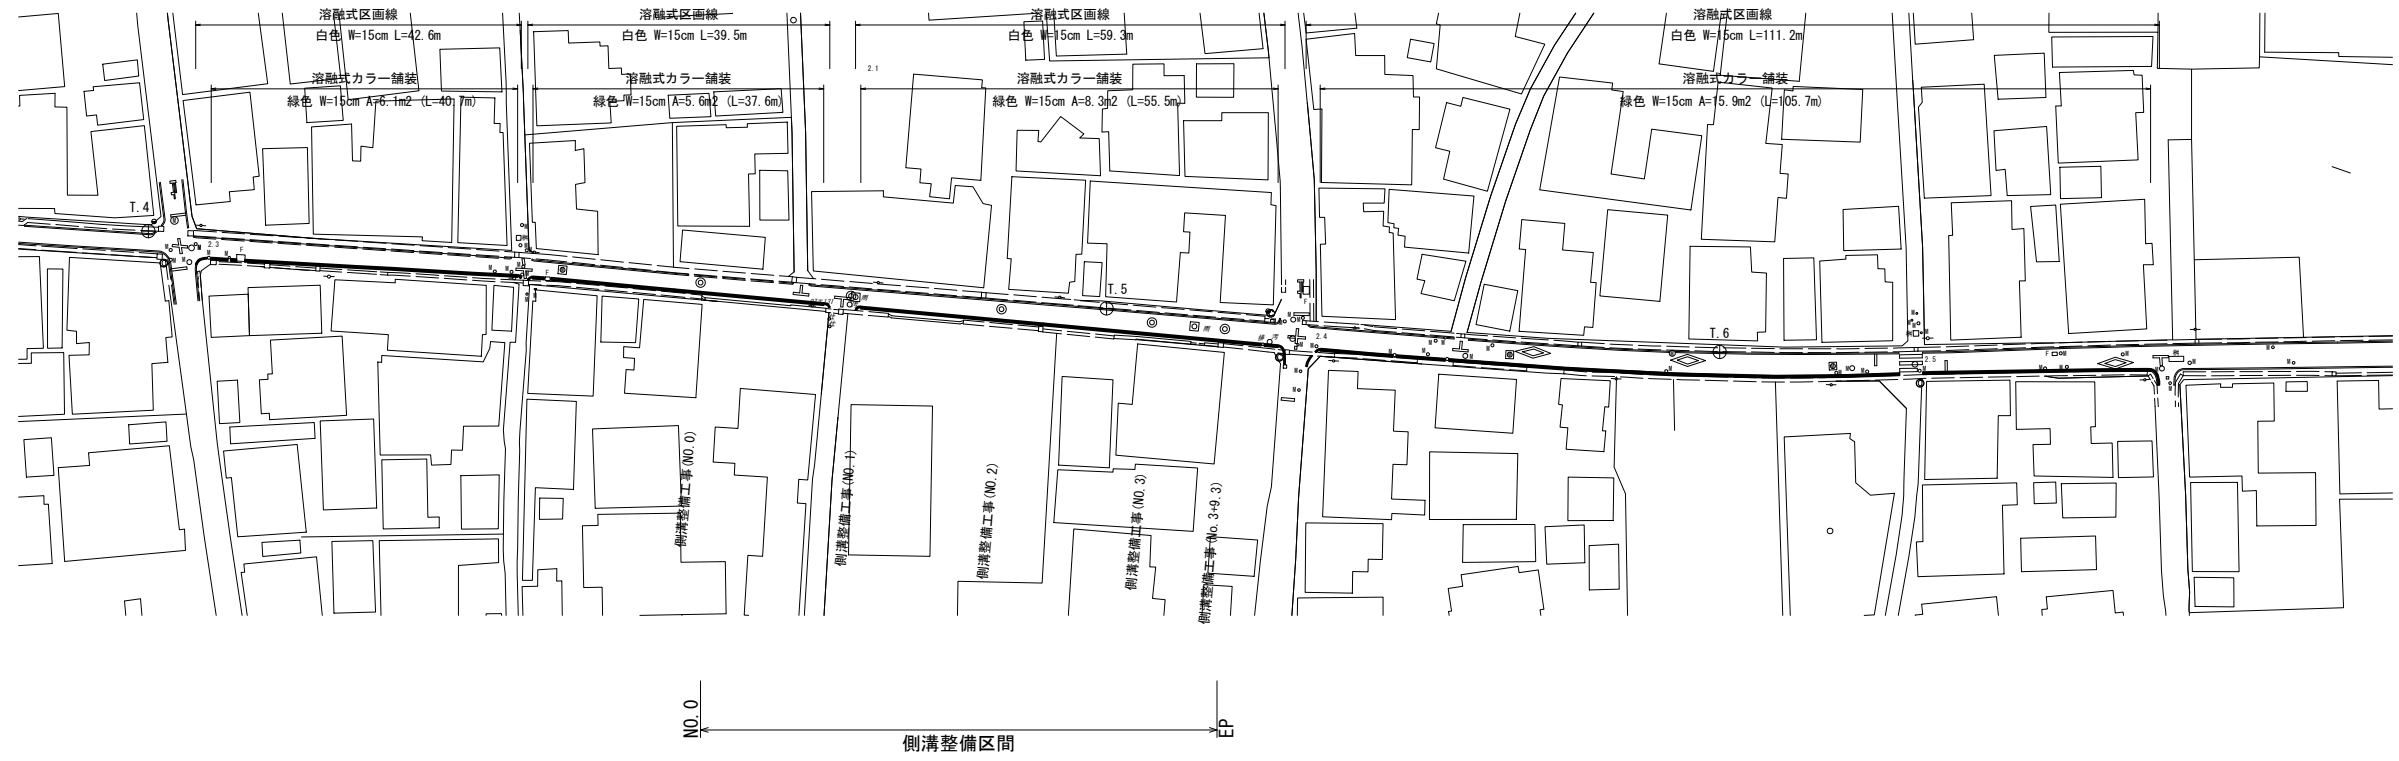 溶融式区画線
白色 W=15cm L=42.6m
溶融式区画線
白色 W=15cm L=39.5m
溶融式区画線
白色 W=15cm L=59.3m
溶融式区画線
白色 W=15cm L=111.2m
2.1
溶融式カラー舗装
緑色 W=15cm A=6.1m2 (L=40.7m)
溶融式カラー舗装
緑色 W=15cm A=5.6m2 (L=37.6m)
溶融式カラー舗装
緑色 W=15cm A=8.3m2 (L=55.5m)
溶融式カラー舗装
緑色 W=15cm A=15.9m2 (L=105.7m)
T.4
2.3
T.5
2.4
T.6
2.5
側溝整備工事(NO.0)
側溝整備工事(NO.1)
側溝整備工事(NO.2)
側溝整備工事(NO.3)
側溝整備工事(No.3+9.3)
NO.0
EP
側溝整備区間